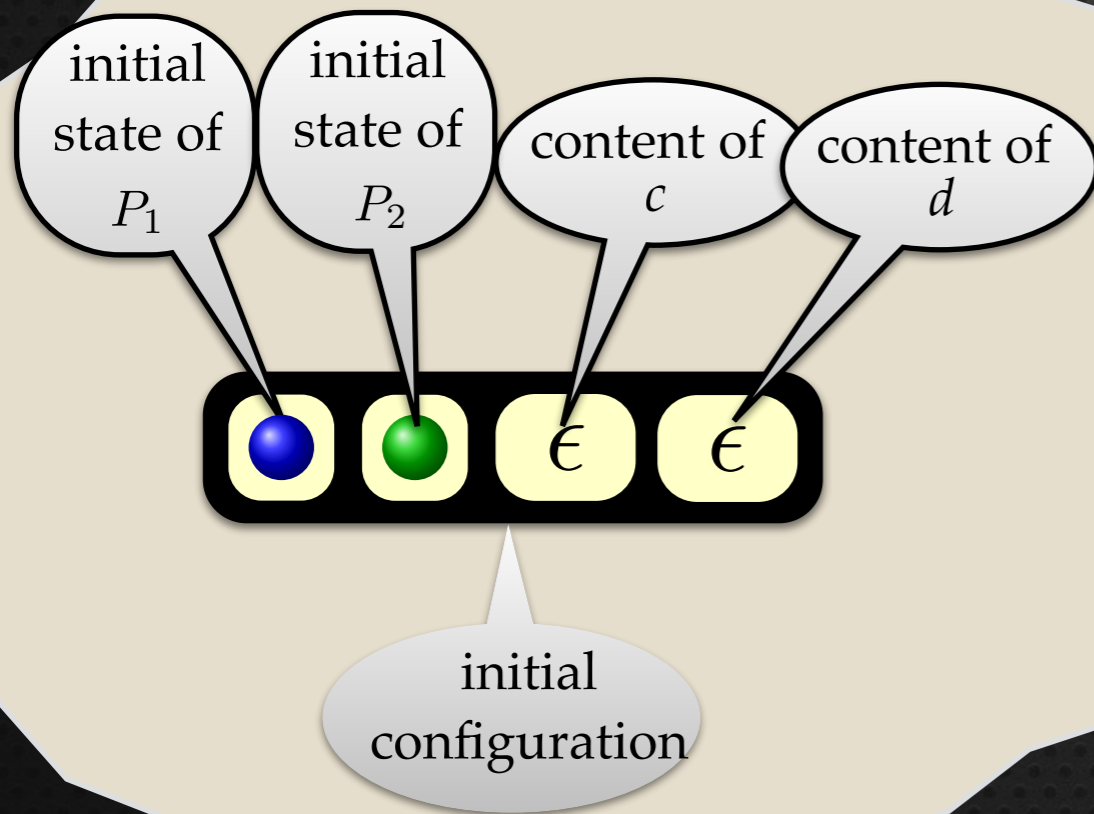 initial
state of
P₁
initial
state of
P₂
content of
c
content of
d
ϵ ϵ
initial
configuration